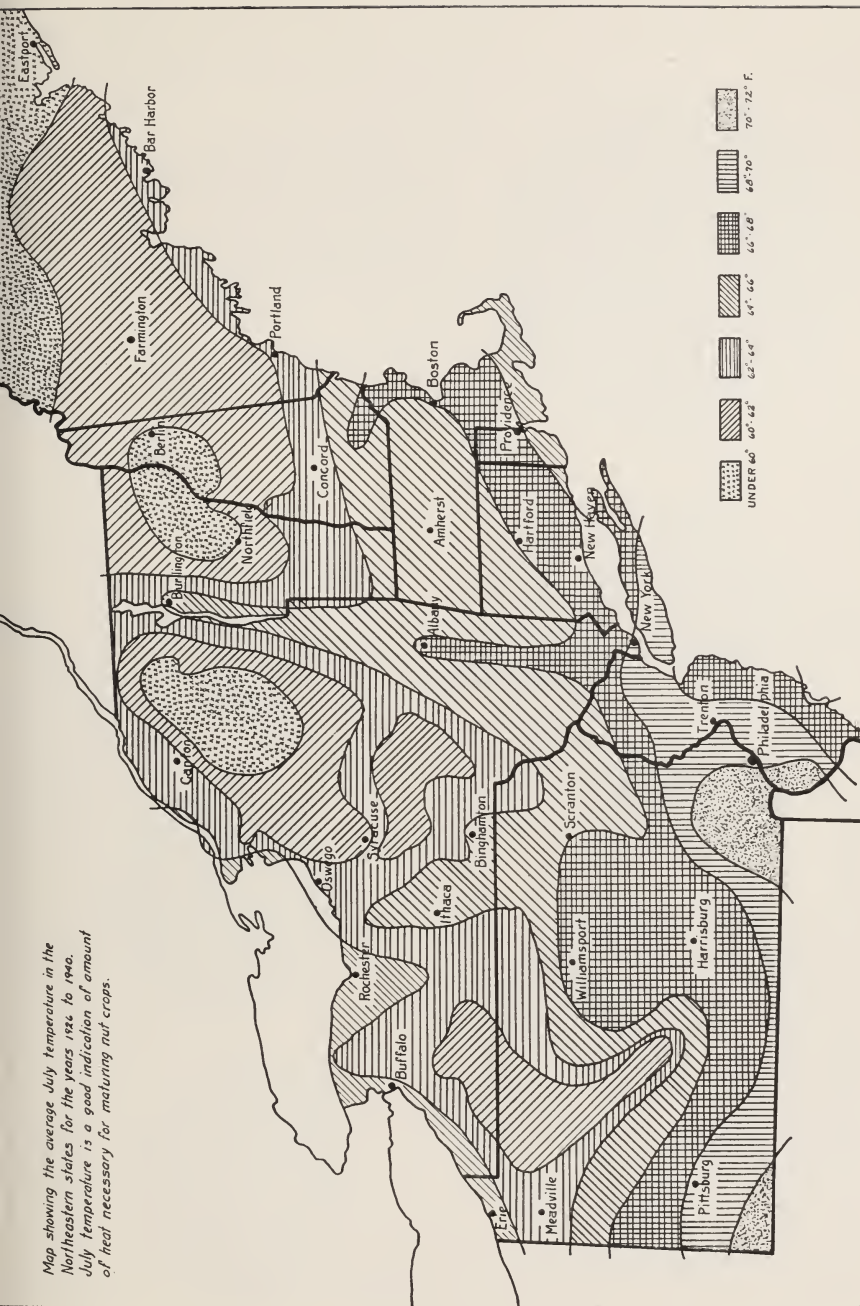 Map showing the average July temperature in the
Northeastern states for the years 1926 to 1940.
July temperature is a good indication of amount
of heat necessary for maturing nut crops.
Eastport
Bar Harbor
Farmington
Portland
Berlin
Burlington
Northfield
Concord
Canton
Boston
Amherst
Albany
Providence
Hartford
New Haven
New York
Oswego
Syracuse
Rochester
Buffalo
Ithaca
Binghamton
Scranton
Erie
Meadville
Williamsport
Trenton
Philadelphia
Harrisburg
Pittsburg
UNDER 60° 60°-62° 62°-64° 64°-66° 66°-68° 68°-70° 70°-72° F.